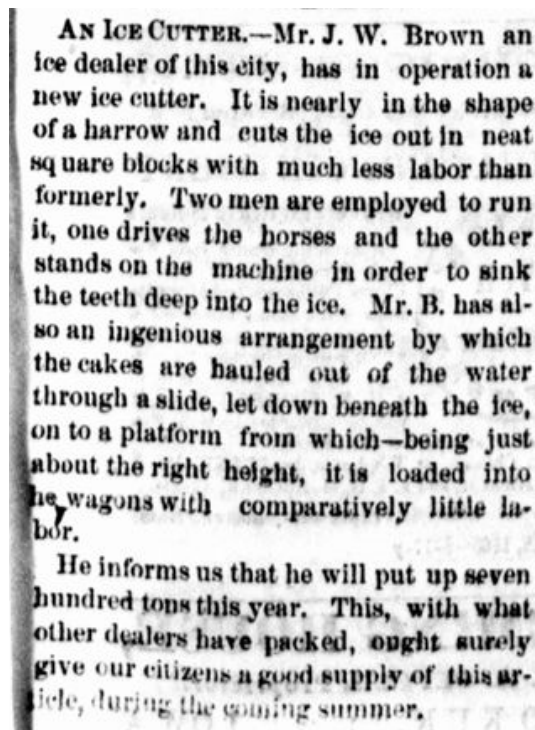 AN ICE CUTTER.—Mr. J. W. Brown an
ice dealer of this city, has in operation a
new ice cutter. It is nearly in the shape
of a harrow and cuts the ice out in neat
square blocks with much less labor than
formerly. Two men are employed to run
it, one drives the horses and the other
stands on the machine in order to sink
the teeth deep into the ice. Mr. B. has al-
so an ingenious arrangement by which
the cakes are hauled out of the water
through a slide, let down beneath the ice,
on to a platform from which—being just
about the right height, it is loaded into
he wagons with comparatively little la-
bor.
He informs us that he will put up seven
hundred tons this year. This, with what
other dealers have packed, ought surely
give our citizens a good supply of this ar-
ticle, during the coming summer.